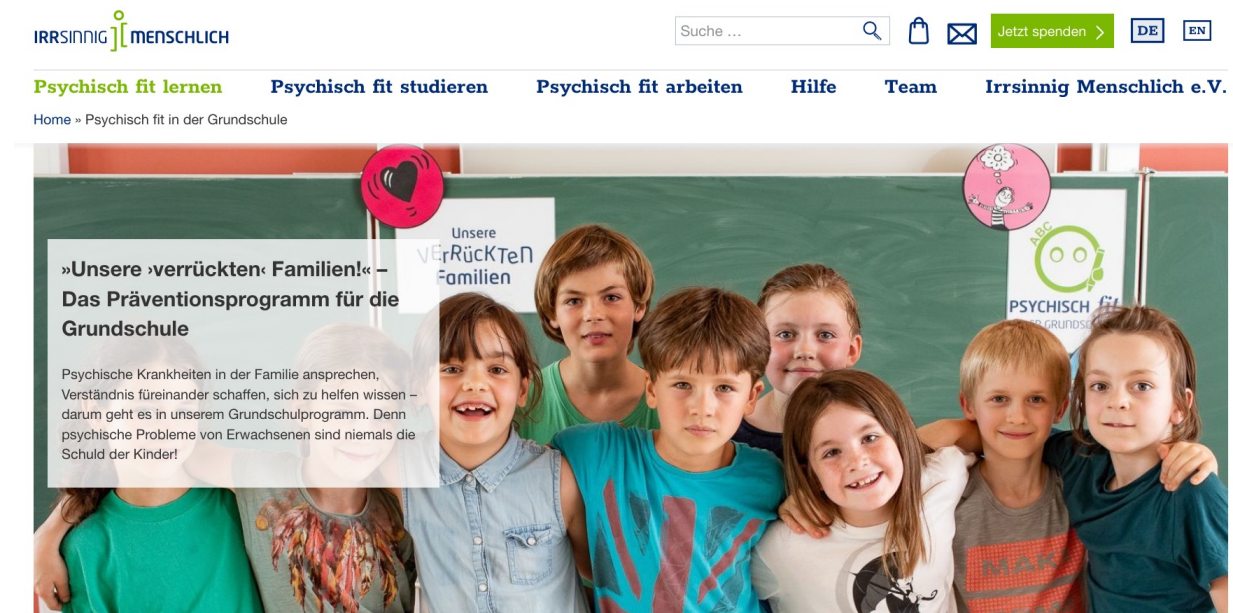 IRRSINNIG MENSCHLICH
Suche …
Jetzt spenden
DE
EN
Psychisch fit lernen
Psychisch fit studieren
Psychisch fit arbeiten
Hilfe
Team
Irrsinnig Menschlich e.V.
Home » Psychisch fit in der Grundschule
Unsere
VErRücKTeN
Familien
»Unsere ›verrückten‹ Familien!« –
Das Präventionsprogramm für die
Grundschule
Psychische Krankheiten in der Familie ansprechen,
Verständnis füreinander schaffen, sich zu helfen wissen –
darum geht es in unserem Grundschulprogramm. Denn
psychische Probleme von Erwachsenen sind niemals die
Schuld der Kinder!
ABC
PSYCHISCH fit